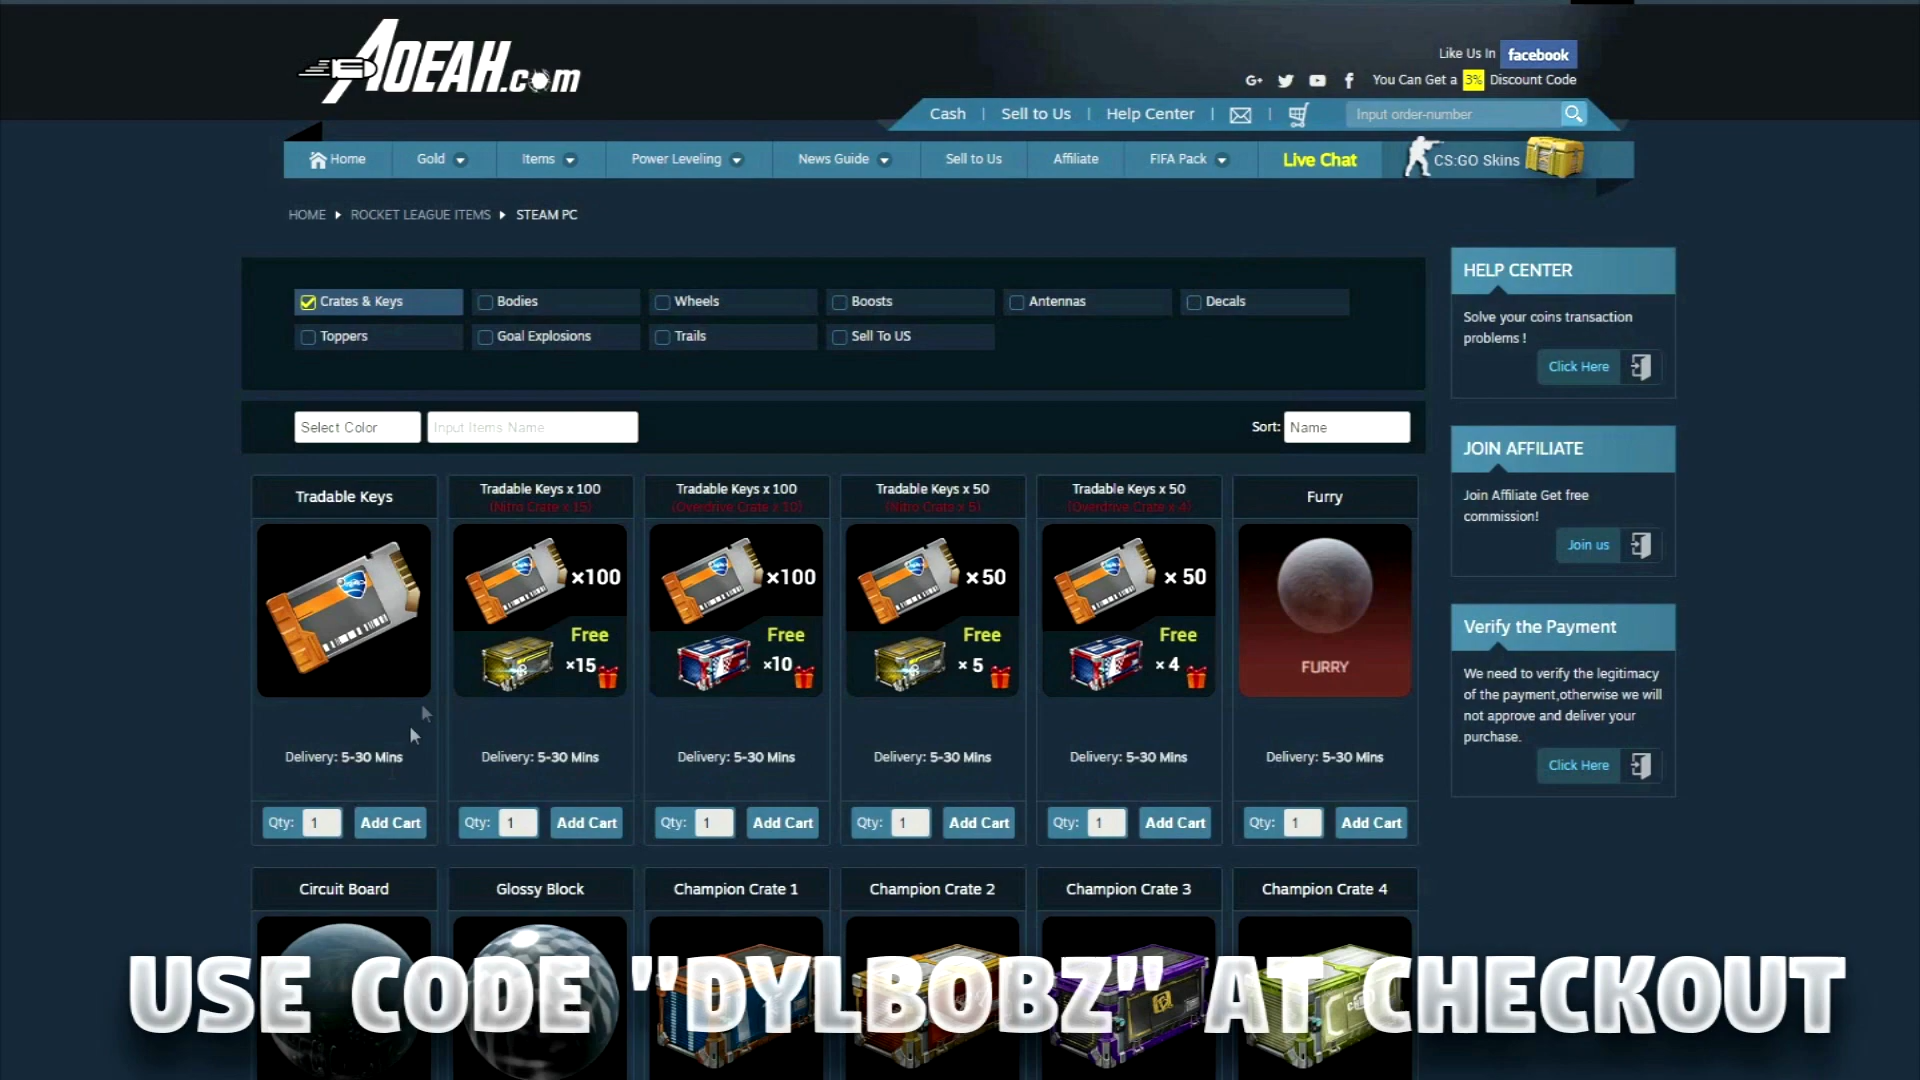 AOEAH.com
Like Us In facebook
You Can Get a 3% Discount Code
Cash | Sell to Us | Help Center | | Input order-number
Home Gold Items Power Leveling News Guide Sell to Us Affiliate FIFA Pack Live Chat CS:GO Skins
HOME ROCKET LEAGUE ITEMS STEAM PC
Crates & Keys Bodies Wheels Boosts Antennas Decals
Toppers Goal Explosions Trails Sell To US
Select Color Input Items Name Sort: Name
HELP CENTER
Solve your coins transaction
problems !
Click Here
JOIN AFFILIATE
Join Affiliate Get free
commission!
Join us
Verify the Payment
We need to verify the legitimacy
of the payment,otherwise we will
not approve and deliver your
purchase.
Click Here
Tradable Keys
Delivery: 5-30 Mins
Qty: 1 Add Cart
Tradable Keys x 100
(Nitro Crate x 15)
×100
Free
×15
Delivery: 5-30 Mins
Qty: 1 Add Cart
Tradable Keys x 100
(Overdrive Crate x 10)
×100
Free
×10
Delivery: 5-30 Mins
Qty: 1 Add Cart
Tradable Keys x 50
(Nitro Crate x 5)
× 50
Free
× 5
Delivery: 5-30 Mins
Qty: 1 Add Cart
Tradable Keys x 50
(Overdrive Crate x 4)
× 50
Free
× 4
Delivery: 5-30 Mins
Qty: 1 Add Cart
Furry
FURRY
Delivery: 5-30 Mins
Qty: 1 Add Cart
Circuit Board Glossy Block Champion Crate 1 Champion Crate 2 Champion Crate 3 Champion Crate 4
USE CODE "DYLBOBZ" AT CHECKOUT